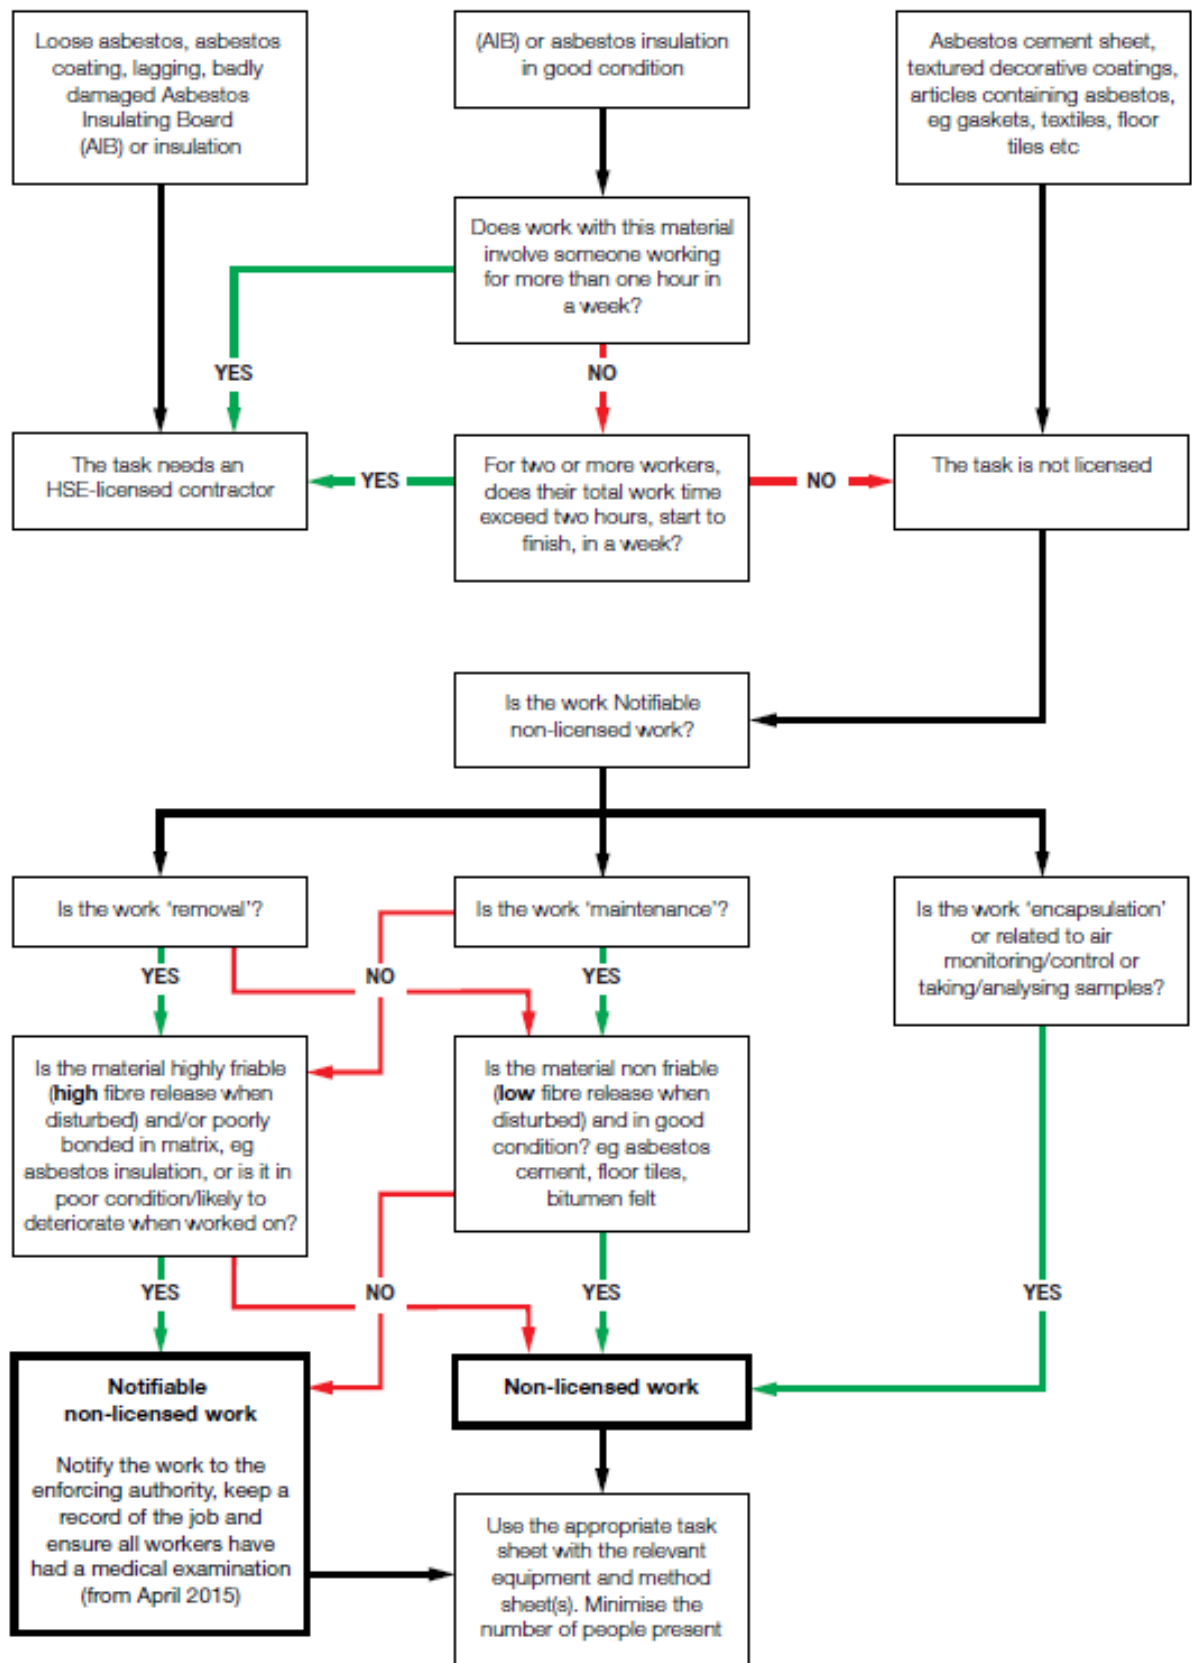 Loose asbestos, asbestos
coating, lagging, badly
damaged Asbestos
Insulating Board
(AIB) or insulation
(AIB) or asbestos insulation
in good condition
Asbestos cement sheet,
textured decorative coatings,
articles containing asbestos,
eg gaskets, textiles, floor
tiles etc
Does work with this material
involve someone working
for more than one hour in
a week?
YES
NO
The task needs an
HSE-licensed contractor
YES
For two or more workers,
does their total work time
exceed two hours, start to
finish, in a week?
NO
The task is not licensed
Is the work Notifiable
non-licensed work?
Is the work ‘removal’?
Is the work ‘maintenance’?
Is the work ‘encapsulation’
or related to air
monitoring/control or
taking/analysing samples?
YES
NO
YES
Is the material highly friable
(high fibre release when
disturbed) and/or poorly
bonded in matrix, eg
asbestos insulation, or is it in
poor condition/likely to
deteriorate when worked on?
Is the material non friable
(low fibre release when
disturbed) and in good
condition? eg asbestos
cement, floor tiles,
bitumen felt
YES
NO
YES
YES
Notifiable
non-licensed work
Notify the work to the
enforcing authority, keep a
record of the job and
ensure all workers have
had a medical examination
(from April 2015)
Non-licensed work
Use the appropriate task
sheet with the relevant
equipment and method
sheet(s). Minimise the
number of people present